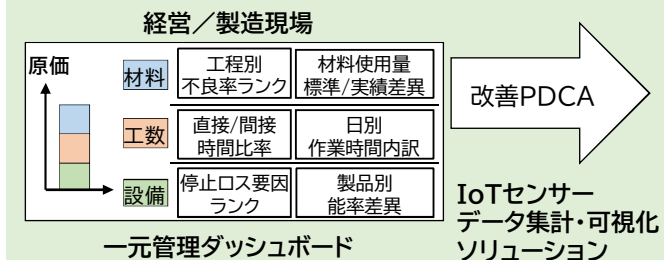 経営／製造現場
原価
材料
工程別
不良率ランク
材料使用量
標準/実績差異
工数
直接/間接
時間比率
日別
作業時間内訳
設備
停止ロス要因
ランク
製品別
能率差異
一元管理ダッシュボード
改善PDCA
IoTセンサー
データ集計・可視化
ソリューション